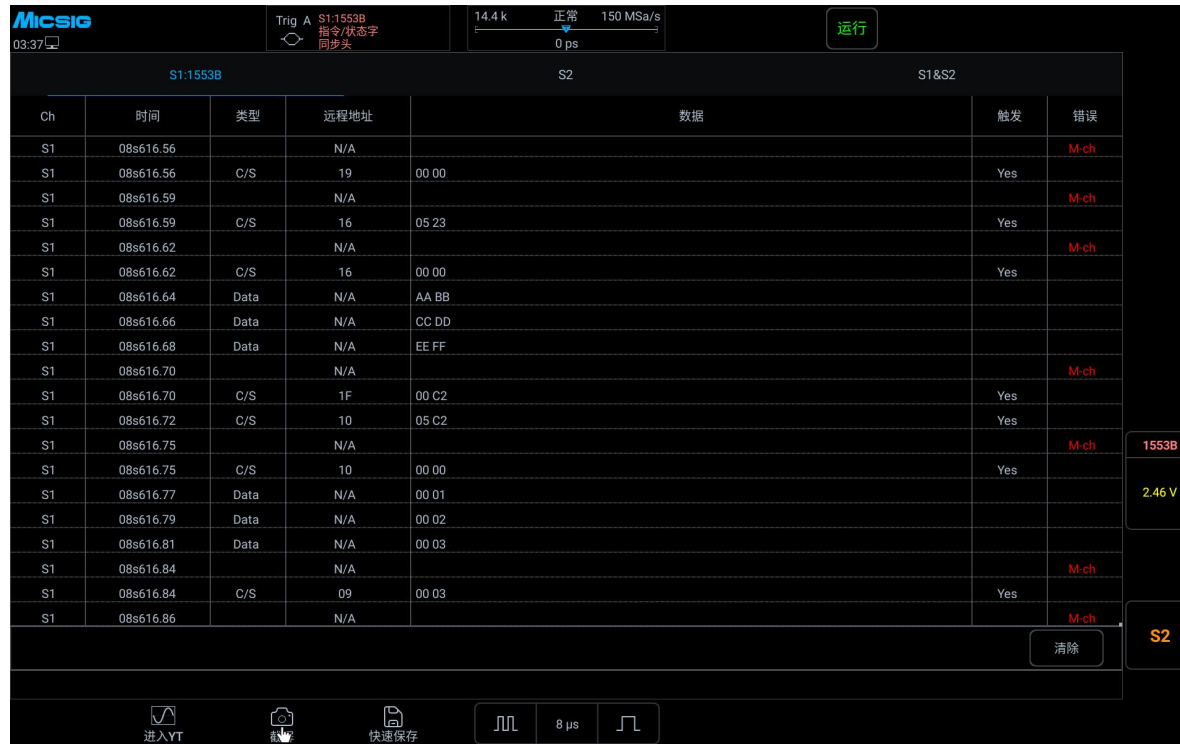 Micsig
03:37
Trig A S1:1553B
指令/状态字
同步头
14.4 k 正常 150 MSa/s
0 ps
运行
S1:1553B S2 S1&S2
Ch 时间 类型 远程地址 数据 触发 错误
S1 08s616.56 N/A M-ch
S1 08s616.56 C/S 19 00 00 Yes
S1 08s616.59 N/A M-ch
S1 08s616.59 C/S 16 05 23 Yes
S1 08s616.62 N/A M-ch
S1 08s616.62 C/S 16 00 00 Yes
S1 08s616.64 Data N/A AA BB
S1 08s616.66 Data N/A CC DD
S1 08s616.68 Data N/A EE FF
S1 08s616.70 N/A M-ch
S1 08s616.70 C/S 1F 00 C2 Yes
S1 08s616.72 C/S 10 05 C2 Yes
S1 08s616.75 N/A M-ch
S1 08s616.75 C/S 10 00 00 Yes
S1 08s616.77 Data N/A 00 01
S1 08s616.79 Data N/A 00 02
S1 08s616.81 Data N/A 00 03
S1 08s616.84 N/A M-ch
S1 08s616.84 C/S 09 00 03 Yes
S1 08s616.86 N/A M-ch
1553B
2.46 V
S2
清除
进入YT 截屏 快速保存 8 μs